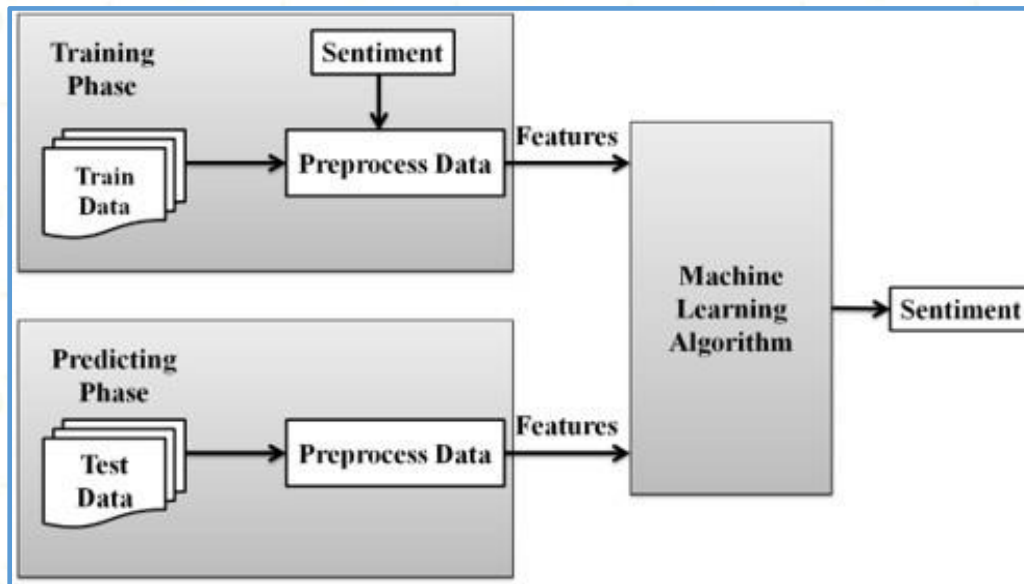 Training
Phase
Sentiment
Train
Data
Preprocess Data
Features
Predicting
Phase
Test
Data
Preprocess Data
Features
Machine
Learning
Algorithm
Sentiment